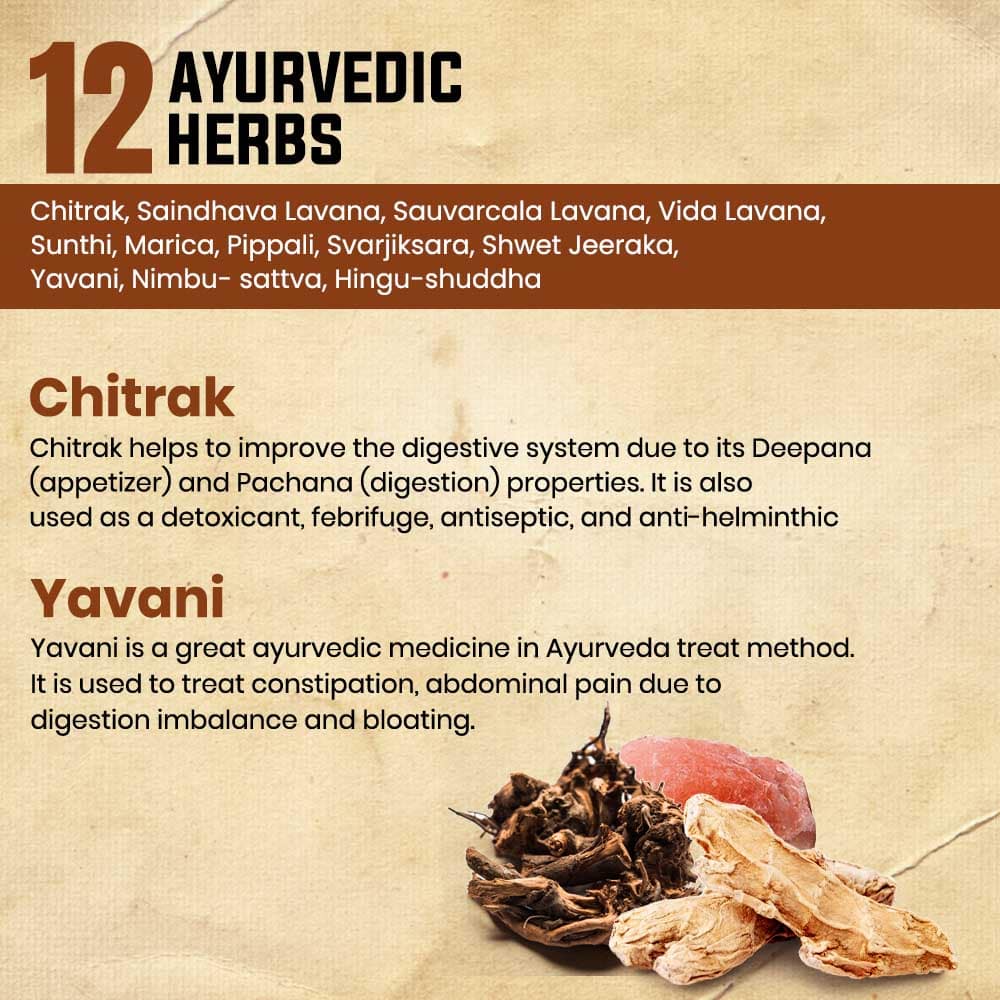 12 AYURVEDIC
HERBS
Chitrak, Saindhava Lavana, Sauvarcala Lavana, Vida Lavana,
Sunthi, Marica, Pippali, Svarjiksara, Shwet Jeeraka,
Yavani, Nimbu- sattva, Hingu-shuddha
Chitrak
Chitrak helps to improve the digestive system due to its Deepana
(appetizer) and Pachana (digestion) properties. It is also
used as a detoxicant, febrifuge, antiseptic, and anti-helminthic
Yavani
Yavani is a great ayurvedic medicine in Ayurveda treat method.
It is used to treat constipation, abdominal pain due to
digestion imbalance and bloating.